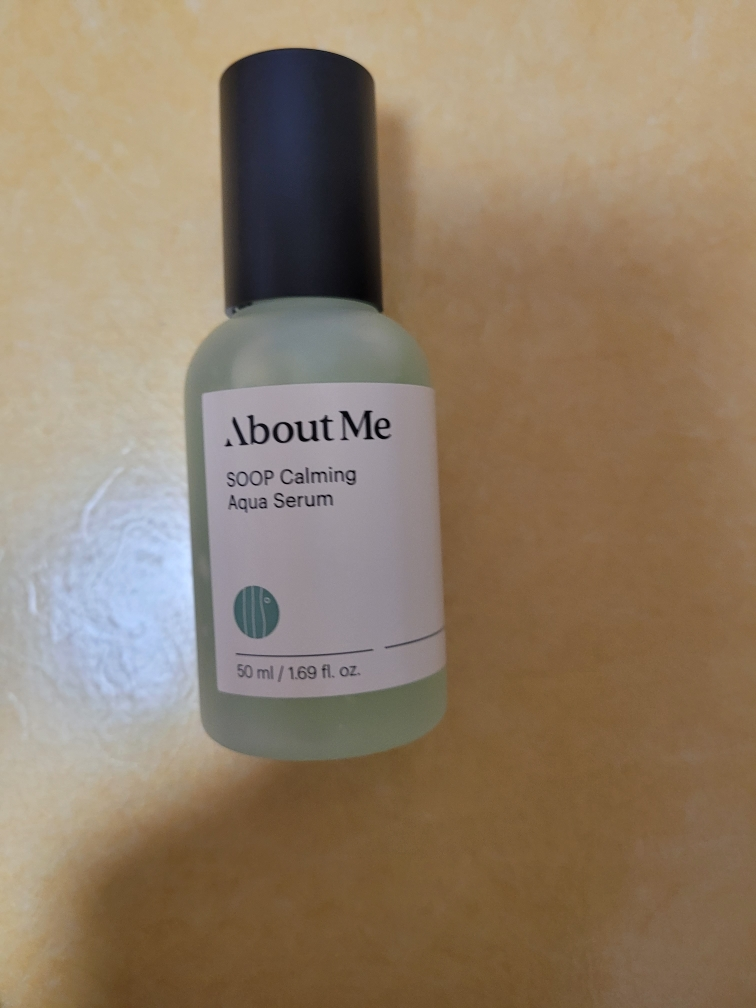 About Me
SOOP Calming
Aqua Serum
50 ml / 1.69 fl. oz.